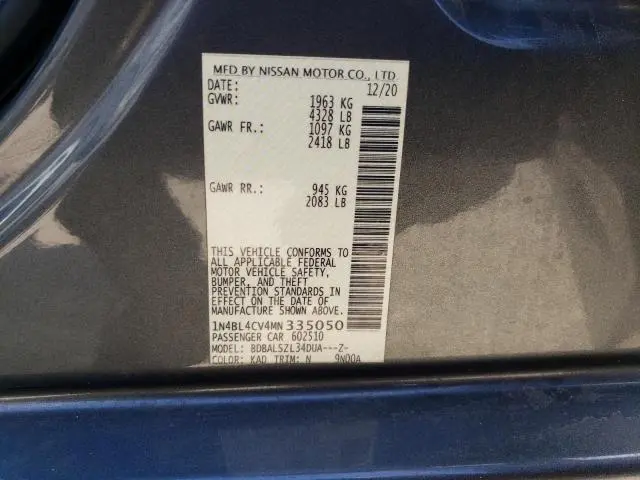 MFD BY NISSAN MOTOR CO., LTD
DATE: 12/20
GVWR: 1963 KG
4328 LB
GAWR FR.: 1097 KG
2418 LB
GAWR RR.: 945 KG
2083 LB
THIS VEHICLE CONFORMS TO
ALL APPLICABLE FEDERAL
MOTOR VEHICLE SAFETY,
BUMPER, AND THEFT
PREVENTION STANDARDS IN
EFFECT ON THE DATE OF
MANUFACTURE SHOWN ABOVE.
1N4BL4CV4MN335050
PASSENGER CAR 602510
MODEL: BDBALSZL34DUA---Z-
COLOR: KAD TRIM: N 9N00A